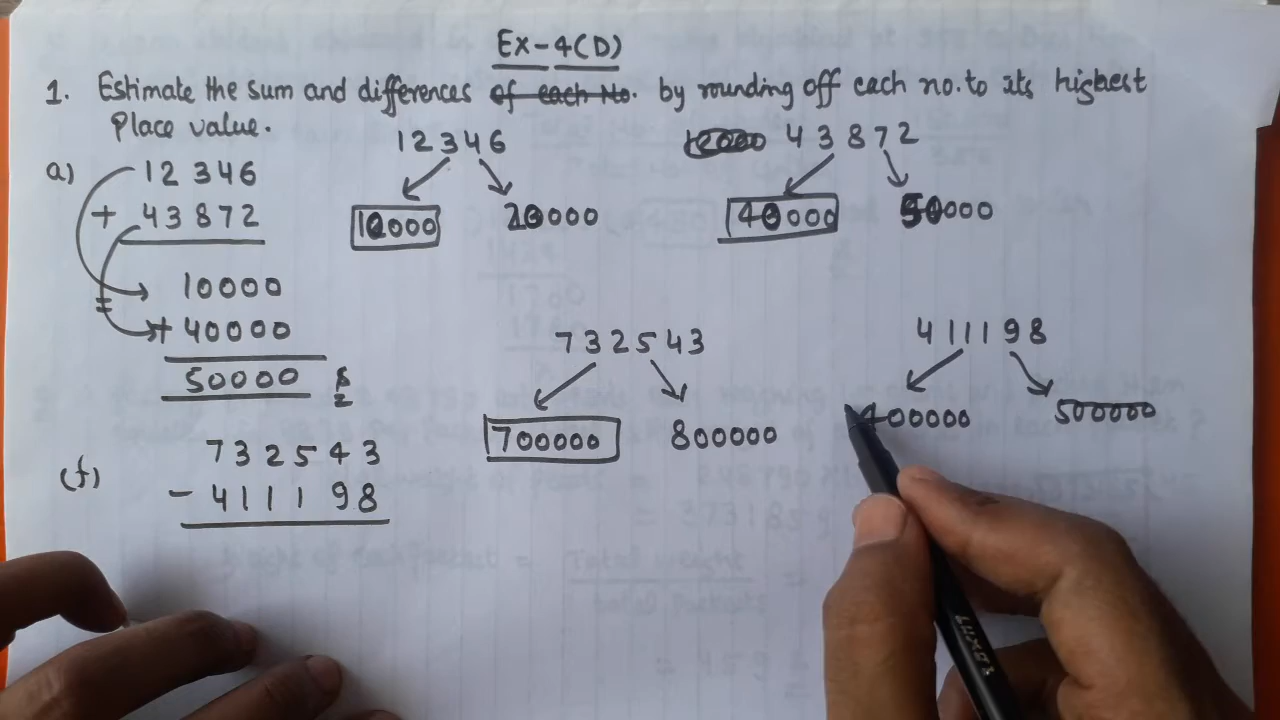 Ex-4(D)
1. Estimate the sum and differences of each No. by rounding off each no. to its highest
Place value.
a) 12346
+ 43872
10000
+ 40000
50000
12346
10000 20000
12000 43872
40000 50000
(f) 732543
- 411198
732543
700000 800000
411198
400000 500000